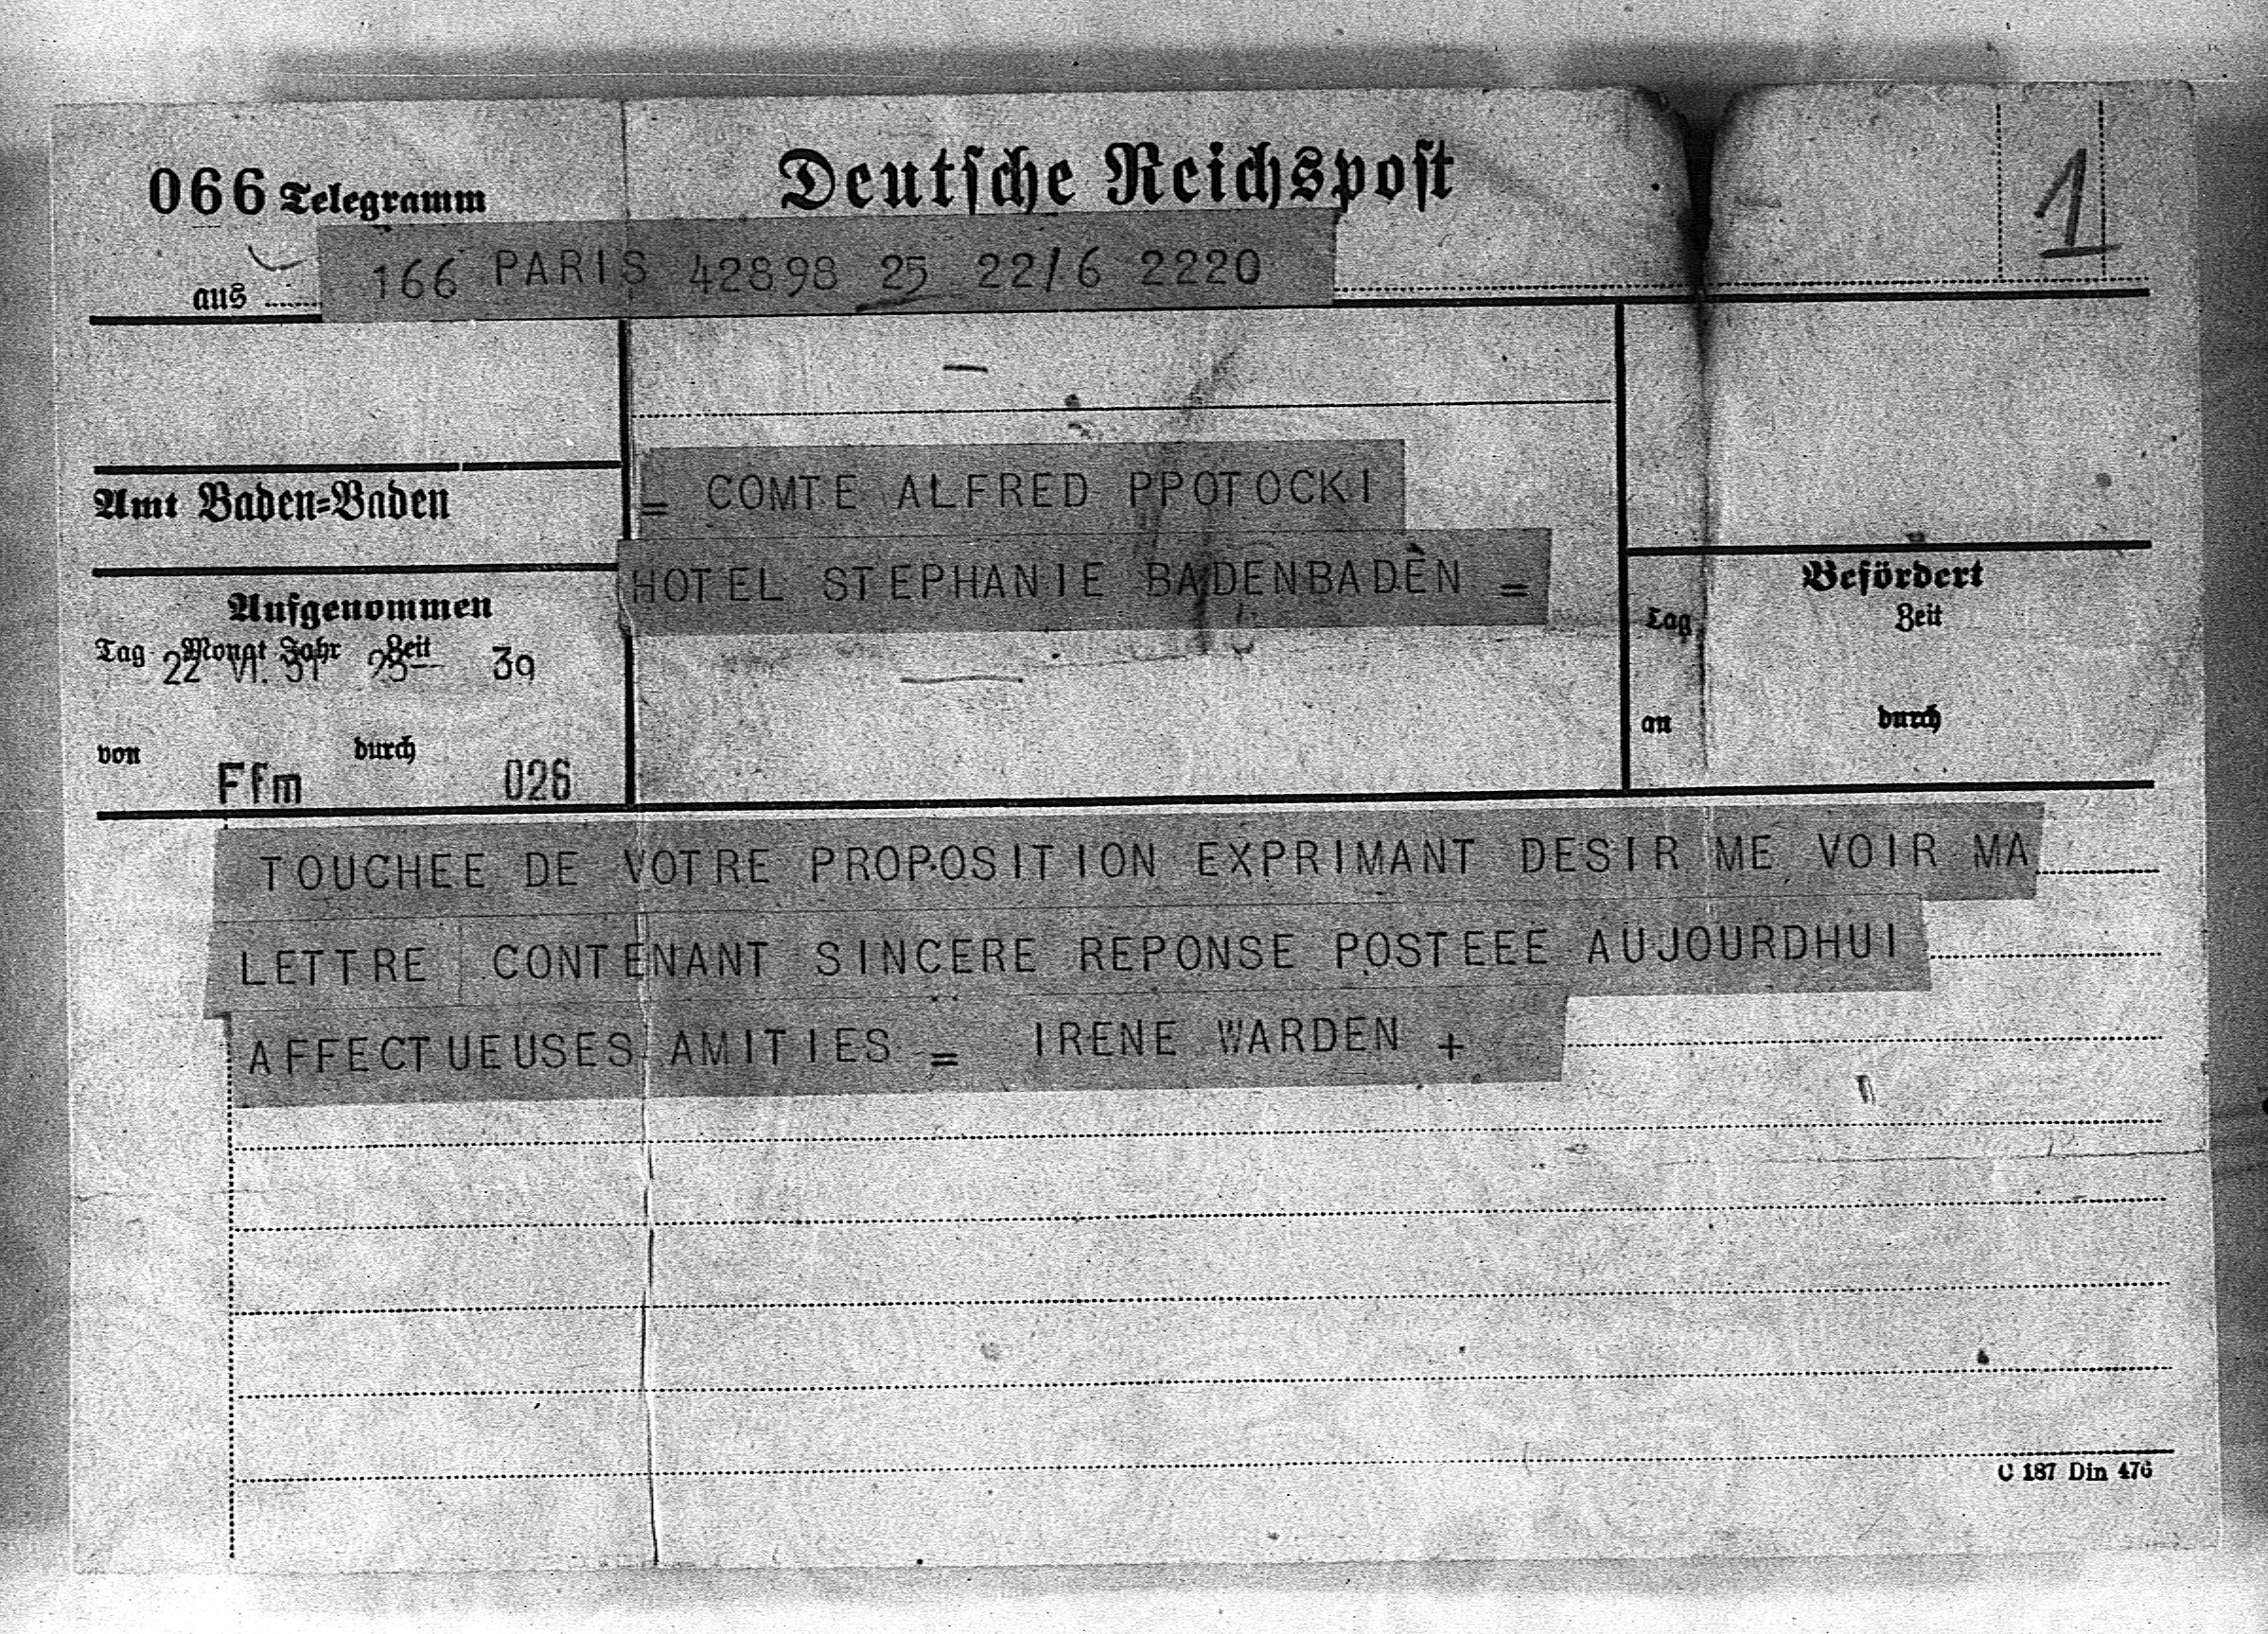 066 Telegramm
Deutsche Reichspost
1
aus 166 PARIS 42898 25 22/6 2220
= COMTE ALFRED PPOTOCKI
HOTEL STEPHANIE BADENBADEN =
Amt Baden=Baden
Aufgenommen
Tag Monat Jahr Zeit
22 VI. 39
von durch
Ffm 026
Befördert
Tag Zeit
an durch
TOUCHEE DE VOTRE PROPOSITION EXPRIMANT DESIR ME VOIR MA
LETTRE CONTENANT SINCERE REPONSE POSTEEE AUJOURDHUI
AFFECTUEUSES AMITIES = IRENE WARDEN +
C 187 Din 476